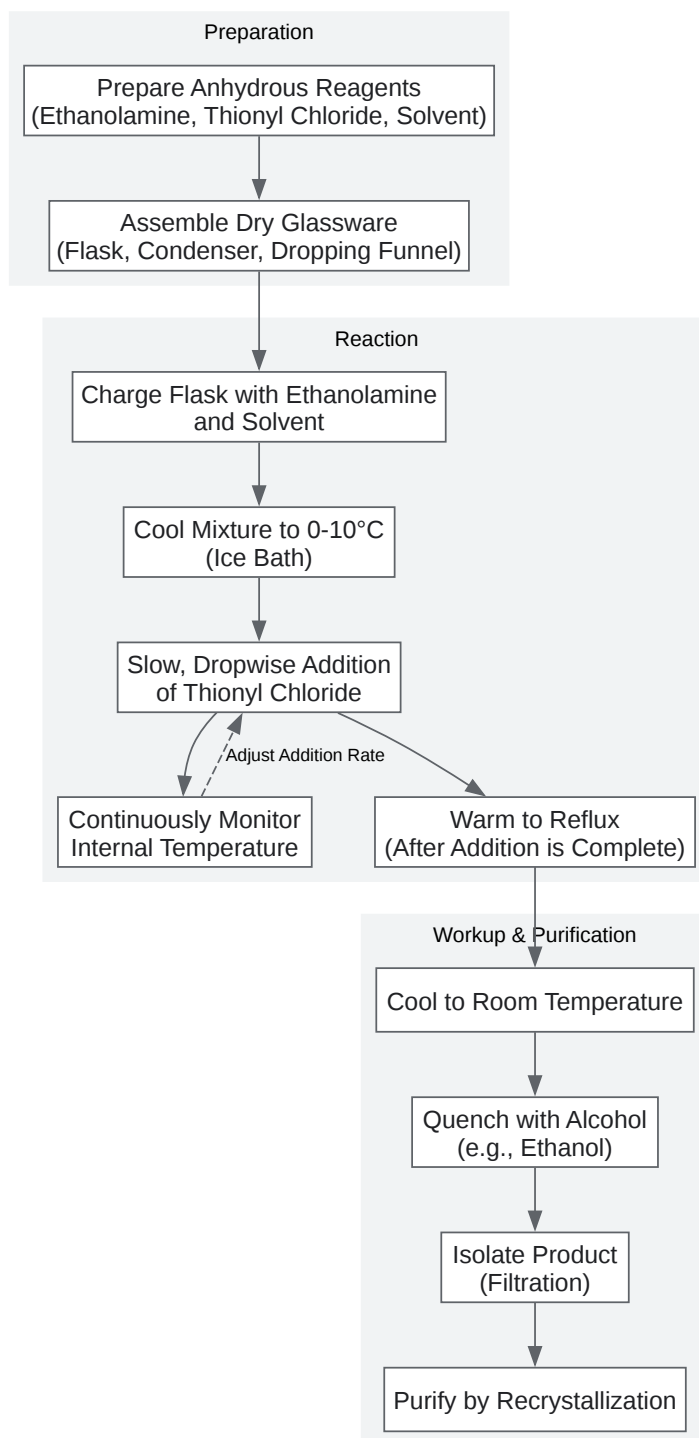 Preparation
Prepare Anhydrous Reagents
(Ethanolamine, Thionyl Chloride, Solvent)
Assemble Dry Glassware
(Flask, Condenser, Dropping Funnel)
Reaction
Charge Flask with Ethanolamine
and Solvent
Cool Mixture to 0-10°C
(Ice Bath)
Slow, Dropwise Addition
of Thionyl Chloride
Adjust Addition Rate
Continuously Monitor
Internal Temperature
Warm to Reflux
(After Addition is Complete)
Workup & Purification
Cool to Room Temperature
Quench with Alcohol
(e.g., Ethanol)
Isolate Product
(Filtration)
Purify by Recrystallization